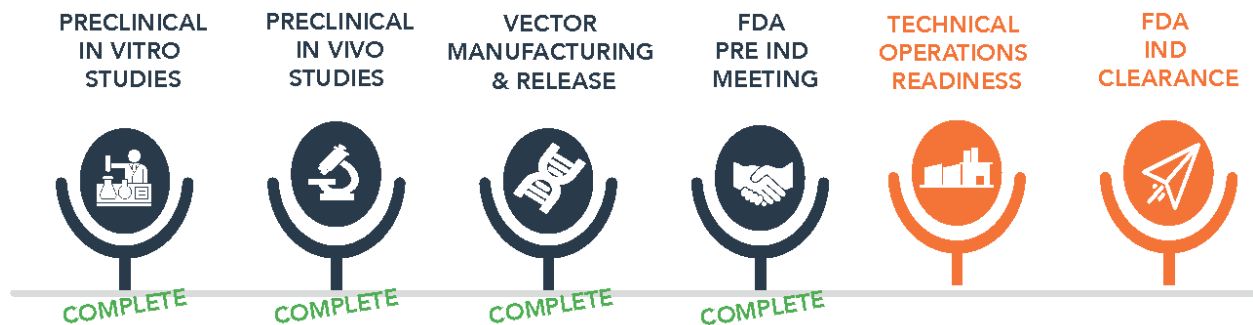 PRECLINICAL
IN VITRO
STUDIES
PRECLINICAL
IN VIVO
STUDIES
VECTOR
MANUFACTURING
& RELEASE
FDA
PRE IND
MEETING
TECHNICAL
OPERATIONS
READINESS
FDA
IND
CLEARANCE
COMPLETE
COMPLETE
COMPLETE
COMPLETE